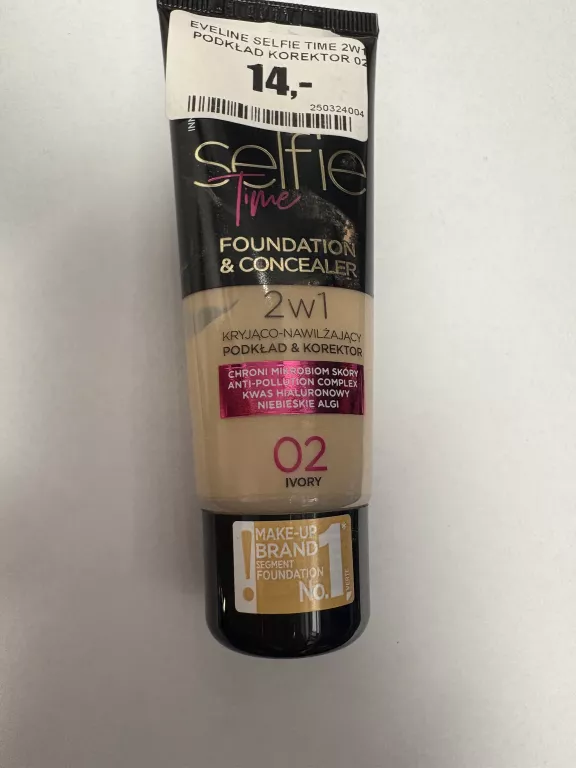 EVELINE SELFIE TIME 2W1
PODKŁAD KOREKTOR 02
14,-
250324004
selfie
Time
FOUNDATION
& CONCEALER
2w1
KRYJĄCO-NAWILŻAJĄCY
PODKŁAD & KOREKTOR
CHRONI MIKROBIOM SKÓRY
ANTI-POLLUTION COMPLEX
KWAS HIALURONOWY
NIEBIESKIE ALGI
02
IVORY
! MAKE-UP
BRAND
SEGMENT
FOUNDATION
No.1